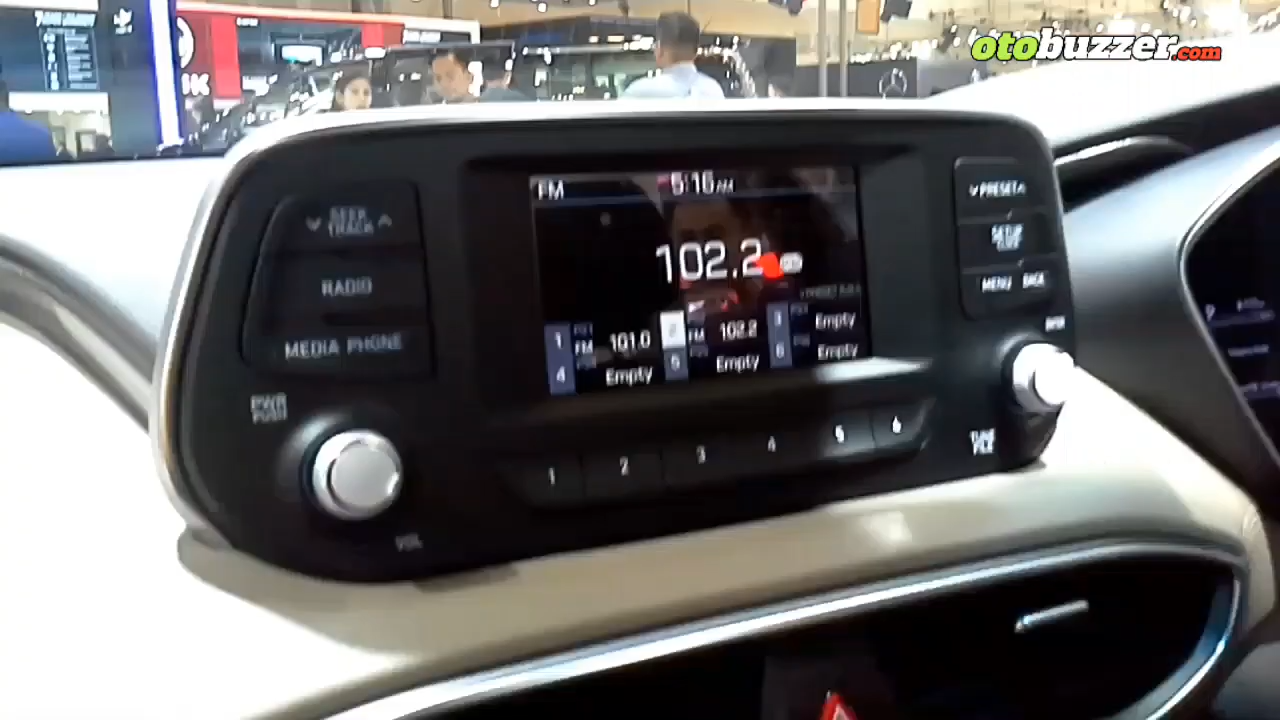 otobuzzer.com
FM
5:15 AM
102.2
1 FM 101.0
2 FM 102.2
3 Empty
4 Empty
5 Empty
6 Empty
SEEK
TRACK
RADIO
MEDIA PHONE
PWR
PUSH
VOL
1 2 3 4 5 6
PRESET
SETUP
MENU BACK
TUNE
FILE